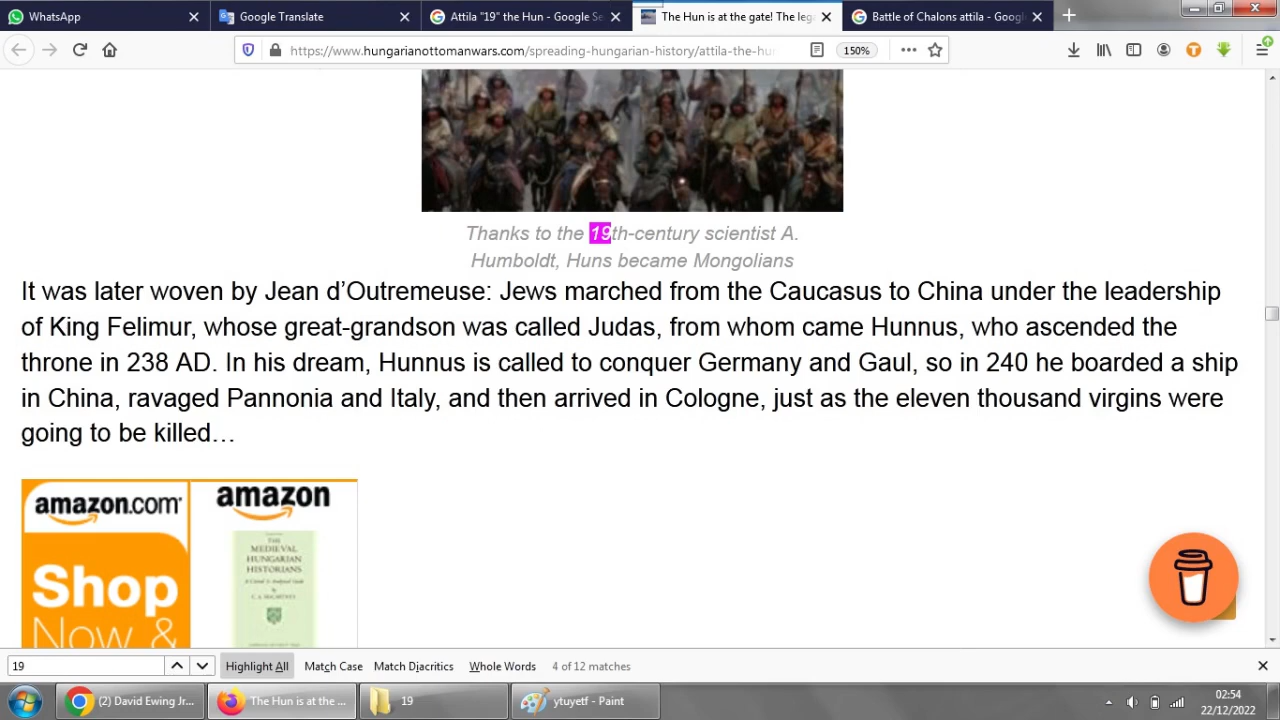 WhatsApp
Google Translate
Attila "19" the Hun - Google Se
The Hun is at the gate! The leg
Battle of Chalons attila - Googl
https://www.hungarianottomanwars.com/spreading-hungarian-history/attila-the-hu
150%
Thanks to the 19th-century scientist A.
Humboldt, Huns became Mongolians
It was later woven by Jean d’Outremeuse: Jews marched from the Caucasus to China under the leadership
of King Felimur, whose great-grandson was called Judas, from whom came Hunnus, who ascended the
throne in 238 AD. In his dream, Hunnus is called to conquer Germany and Gaul, so in 240 he boarded a ship
in China, ravaged Pannonia and Italy, and then arrived in Cologne, just as the eleven thousand virgins were
going to be killed…
amazon.com
Shop
Now &
amazon
THE
MEDIEVAL
HUNGARIAN
HISTORIANS
19
Highlight All
Match Case
Match Diacritics
Whole Words
4 of 12 matches
(2) David Ewing Jr...
The Hun is at the ...
19
ytuyetf - Paint
02:54
22/12/2022